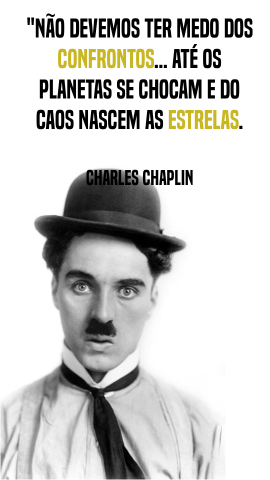 "NÃO DEVEMOS TER MEDO DOS
CONFRONTOS... ATÉ OS
PLANETAS SE CHOCAM E DO
CAOS NASCEM AS ESTRELAS.
CHARLES CHAPLIN